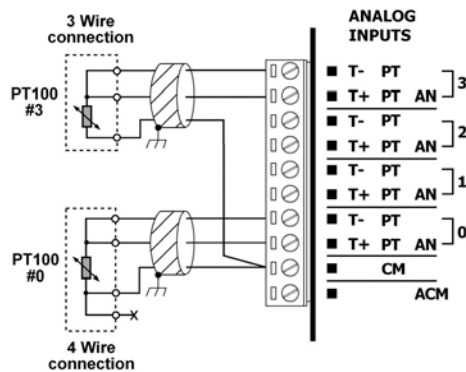 3 Wire
connection
PT100
#3
PT100
#0
4 Wire
connection
ANALOG
INPUTS
T- PT
T+ PT AN
3
T- PT
T+ PT AN
2
T- PT
T+ PT AN
1
T- PT
T+ PT AN
0
CM
ACM